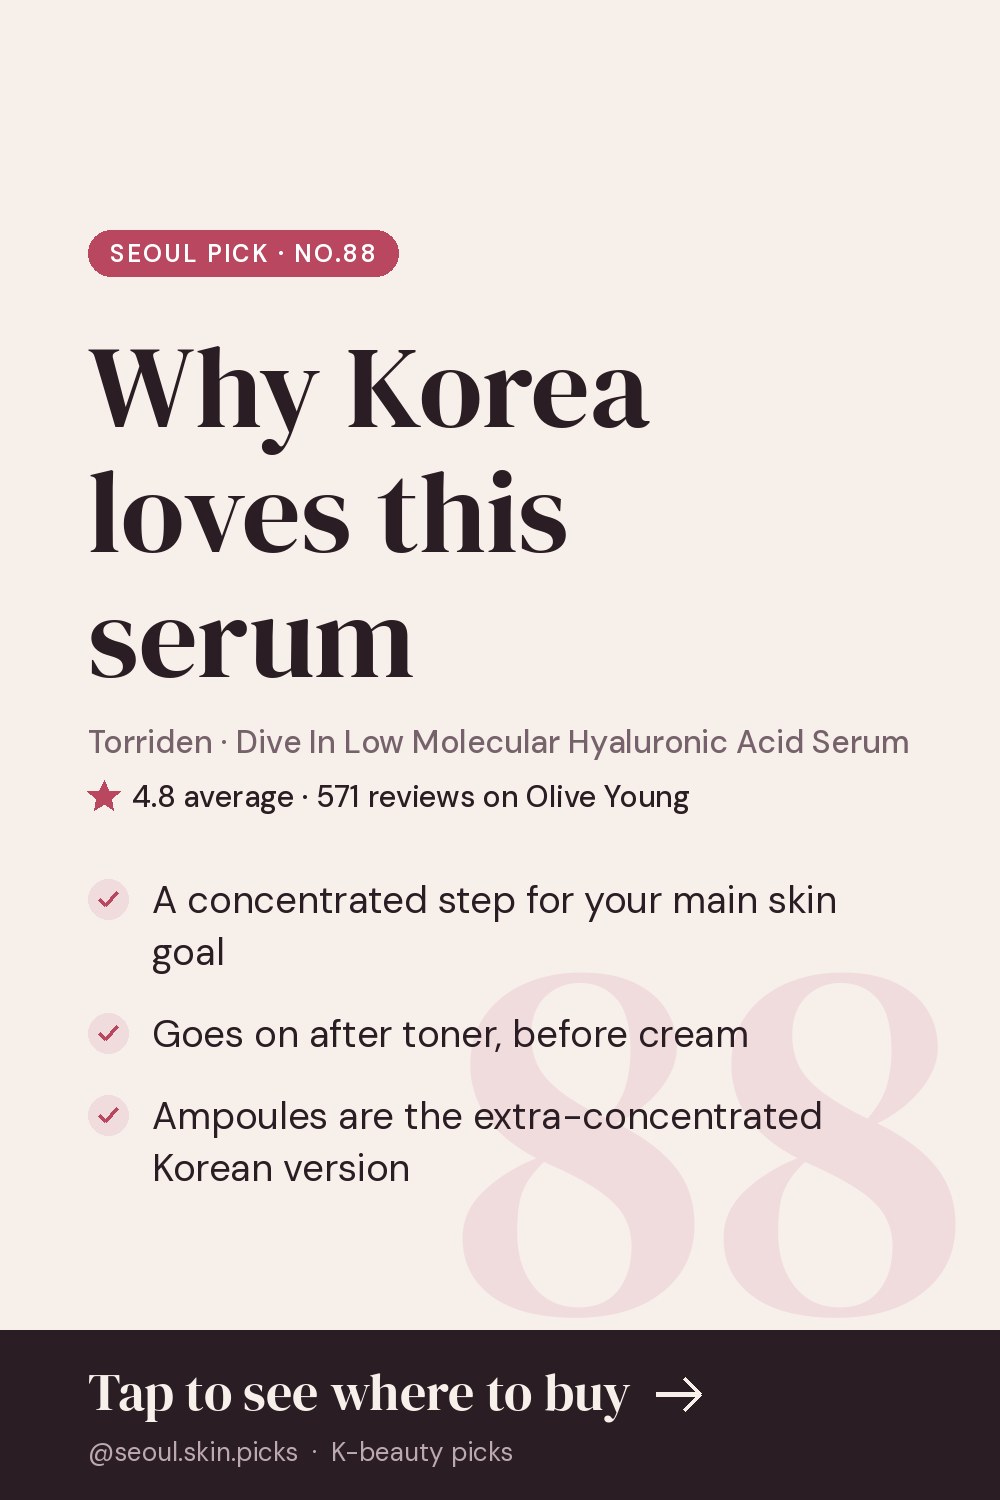 SEOUL PICK · NO.88
Why Korea
loves this
serum
Torriden · Dive In Low Molecular Hyaluronic Acid Serum
4.8 average · 571 reviews on Olive Young
A concentrated step for your main skin
goal
Goes on after toner, before cream
Ampoules are the extra-concentrated
Korean version
88
Tap to see where to buy →
@seoul.skin.picks · K-beauty picks